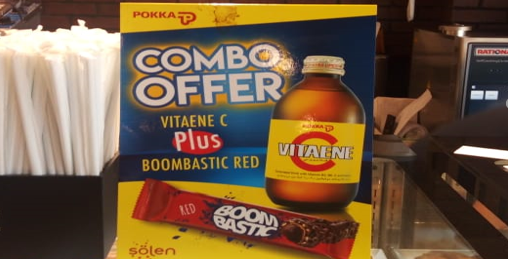 POKKA
COMBO
OFFER
VITAENE C
Plus
BOOMBASTIC RED
POKKA
C
VITAENE
RED
BOOM
BASTIC
şölen
RATIONAL